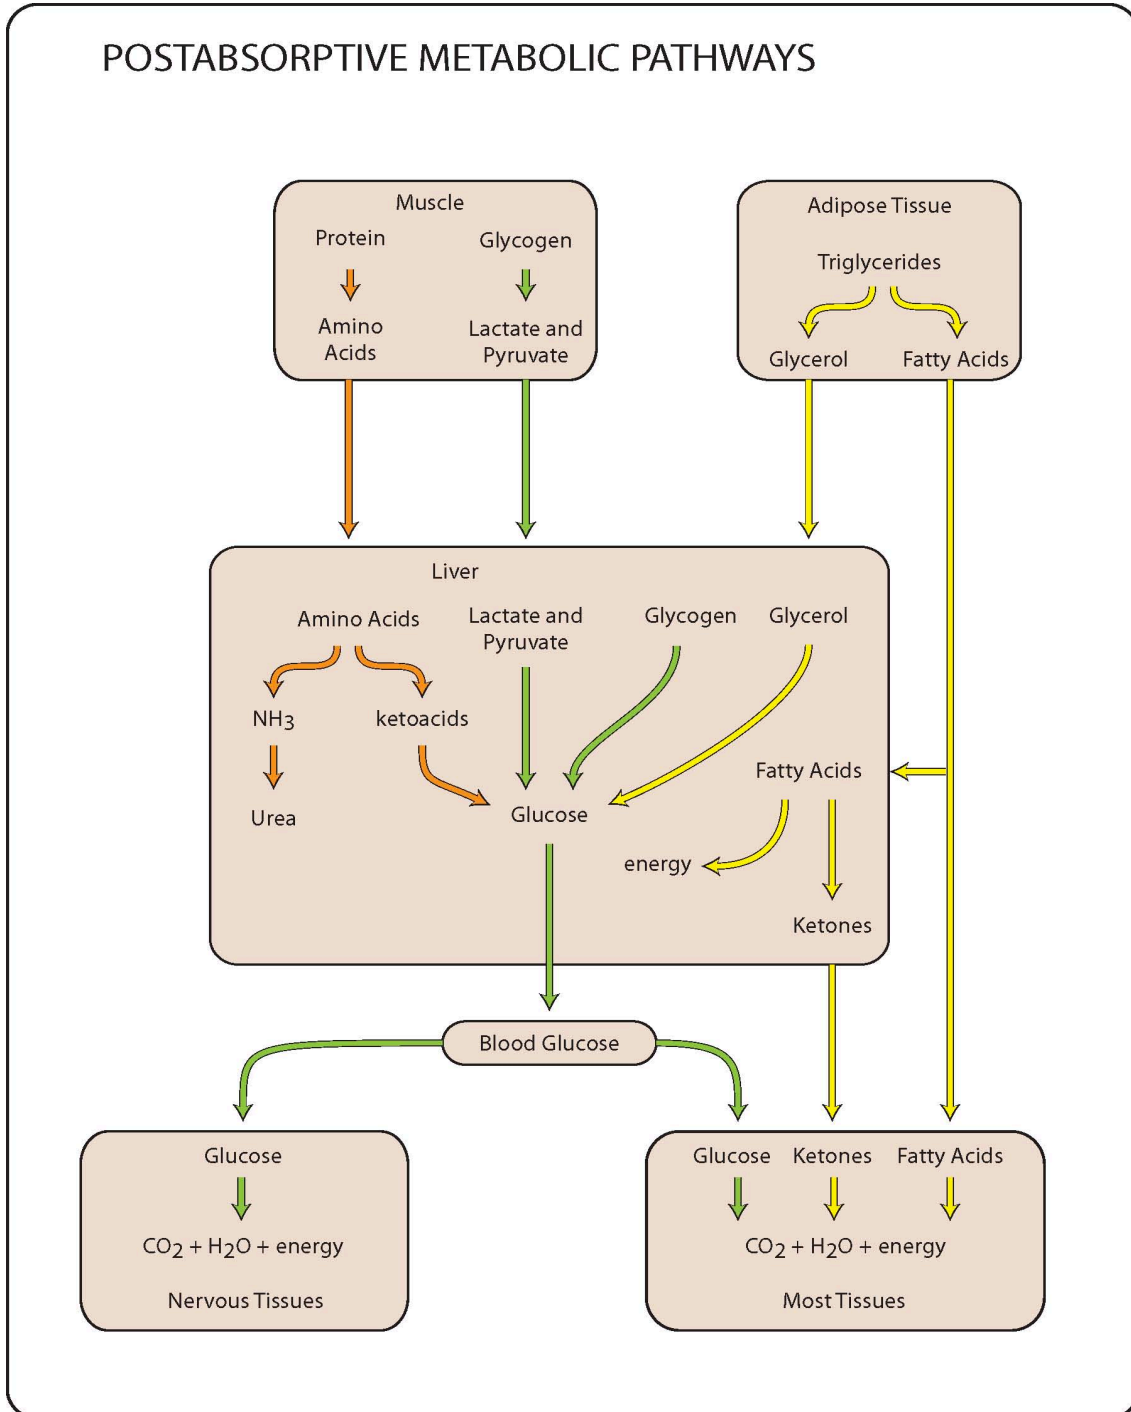 POSTABSORPTIVE METABOLIC PATHWAYS
Muscle
Protein
Glycogen
Amino
Acids
Lactate and
Pyruvate
Adipose Tissue
Triglycerides
Glycerol
Fatty Acids
Liver
Amino Acids
Lactate and
Pyruvate
Glycogen
Glycerol
NH3
ketoacids
Urea
Glucose
Fatty Acids
energy
Ketones
Blood Glucose
Glucose
CO2 + H2O + energy
Nervous Tissues
Glucose
Ketones
Fatty Acids
CO2 + H2O + energy
Most Tissues